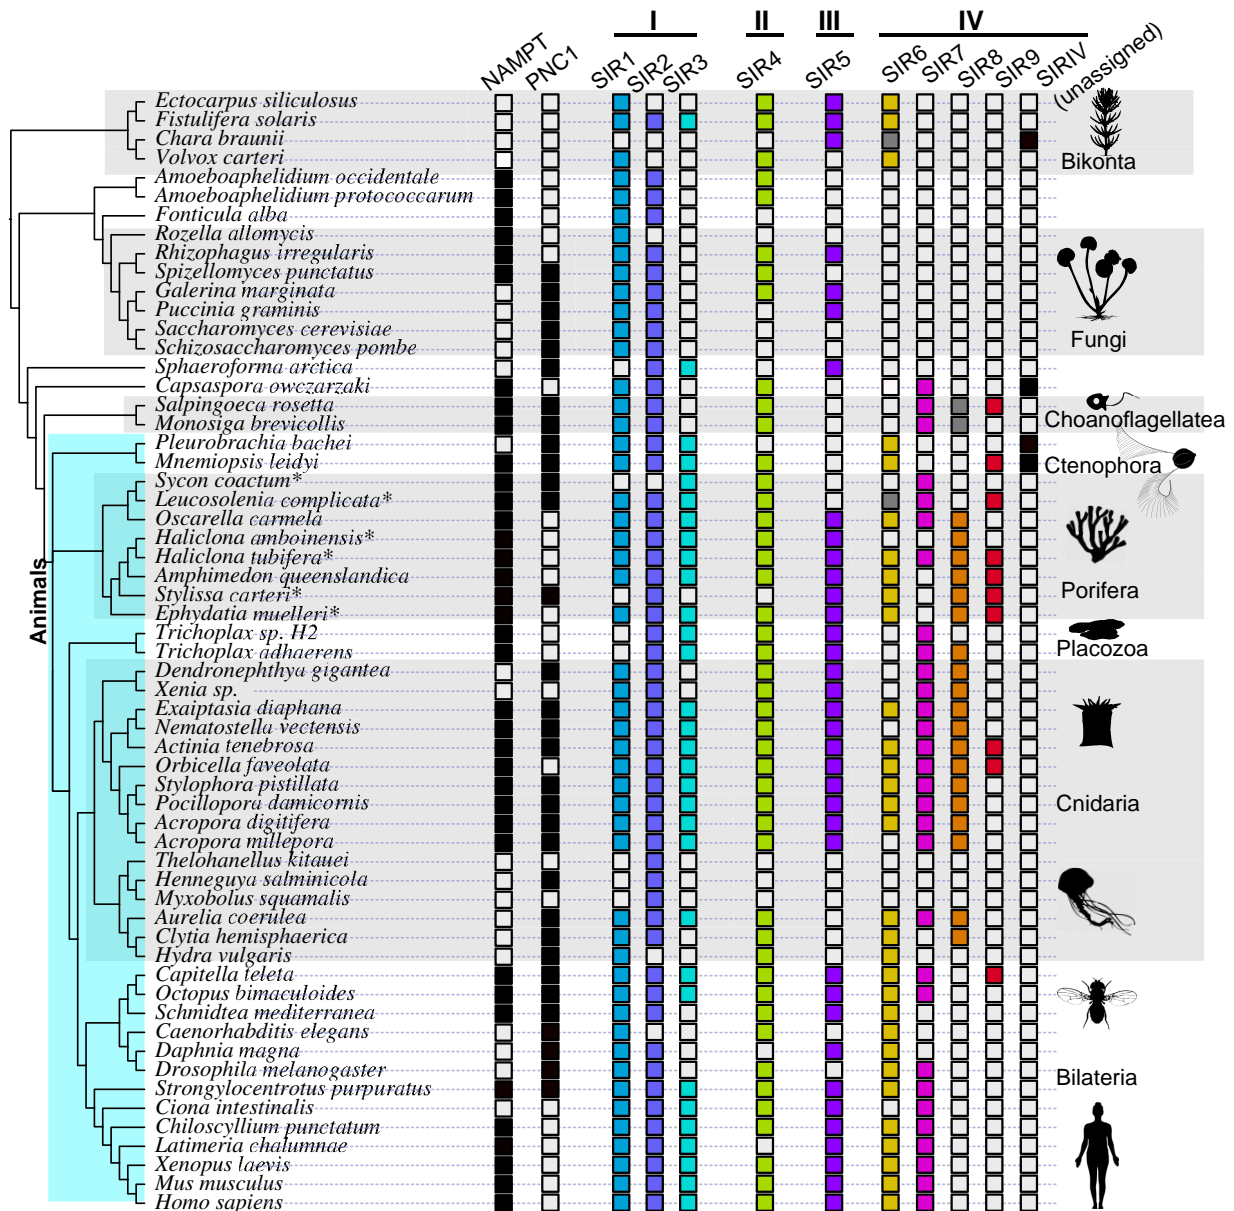 I II III IV
NAMPT PNC1 SIR1 SIR2 SIR3 SIR4 SIR5 SIR6 SIR7 SIR8 SIR9 SIRIV (unassigned)
Ectocarpus siliculosus
Fistulifera solaris
Chara braunii
Volvox carteri
Bikonta
Amoeboaphelidium occidentale
Amoeboaphelidium protococcarum
Fonticula alba
Rozella allomycis
Rhizophagus irregularis
Spizellomyces punctatus
Galerina marginata
Puccinia graminis
Saccharomyces cerevisiae
Fungi
Schizosaccharomyces pombe
Sphaeroforma arctica
Capsaspora owczarzaki
Salpingoeca rosetta
Choanoflagellatea
Monosiga brevicollis
Pleurobrachia bachei
Mnemiopsis leidyi
Ctenophora
Sycon coactum*
Leucosolenia complicata*
Oscarella carmela
Haliclona amboinensis*
Haliclona tubifera*
Amphimedon queenslandica
Stylissa carteri*
Porifera
Animals
Ephydatia muelleri*
Trichoplax sp. H2
Trichoplax adhaerens
Placozoa
Dendronephthya gigantea
Xenia sp.
Exaiptasia diaphana
Nematostella vectensis
Actinia tenebrosa
Orbicella faveolata
Stylophora pistillata
Pocillopora damicornis
Cnidaria
Acropora digitifera
Acropora millepora
Thelohanellus kitauei
Henneguya salminicola
Myxobolus squamalis
Aurelia coerulea
Clytia hemisphaerica
Hydra vulgaris
Capitella teleta
Octopus bimaculoides
Schmidtea mediterranea
Caenorhabditis elegans
Daphnia magna
Drosophila melanogaster
Bilateria
Strongylocentrotus purpuratus
Ciona intestinalis
Chiloscyllium punctatum
Latimeria chalumnae
Xenopus laevis
Mus musculus
Homo sapiens